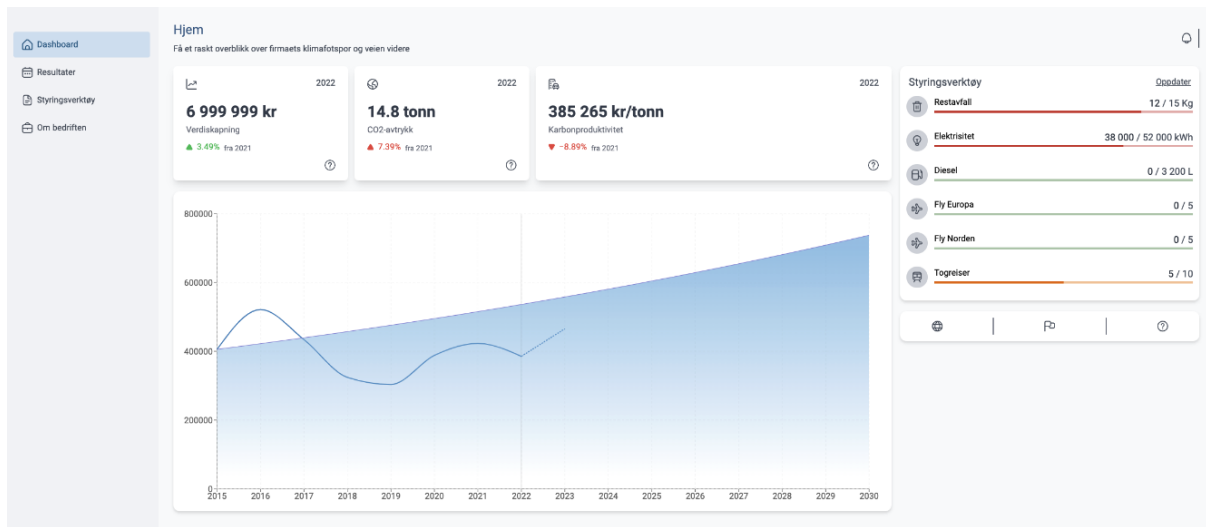 Dashboard
Resultater
Styringsverktøy
Om bedriften
Hjem
Få et raskt overblikk over firmaets klimafotspor og veien videre
2022
6 999 999 kr
Verdiskapning
3.49% fra 2021
2022
14.8 tonn
CO2-avtrykk
7.39% fra 2021
2022
385 265 kr/tonn
Karbonproduktivitet
-8.89% fra 2021
800000
600000
400000
200000
0
2015 2016 2017 2018 2019 2020 2021 2022 2023 2024 2025 2026 2027 2028 2029 2030
Styringsverktøy Oppdater
Restavfall 12 / 15 Kg
Elektrisitet 38 000 / 52 000 kWh
Diesel 0 / 3 200 L
Fly Europa 0 / 5
Fly Norden 0 / 5
Togreiser 5 / 10